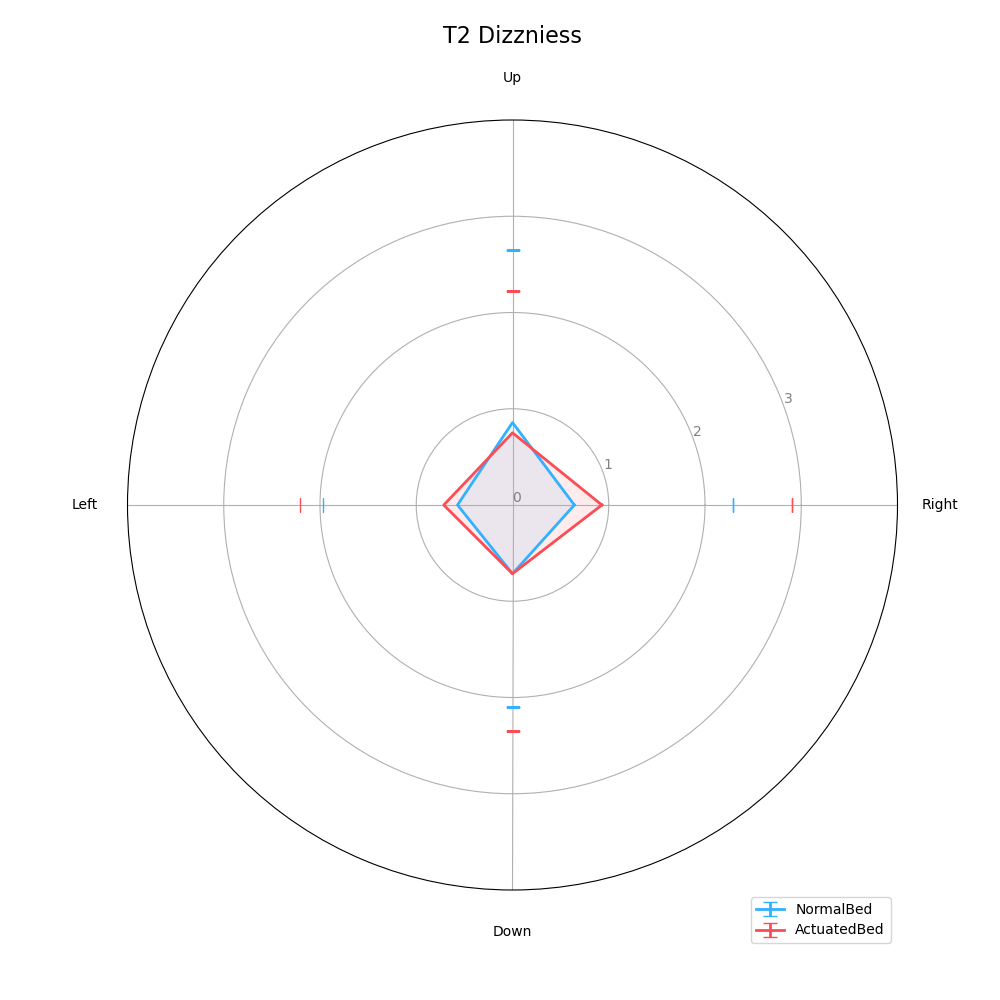 T2 Dizzniess
Up
3
2
1
0
Left
Right
Down
NormalBed
ActuatedBed